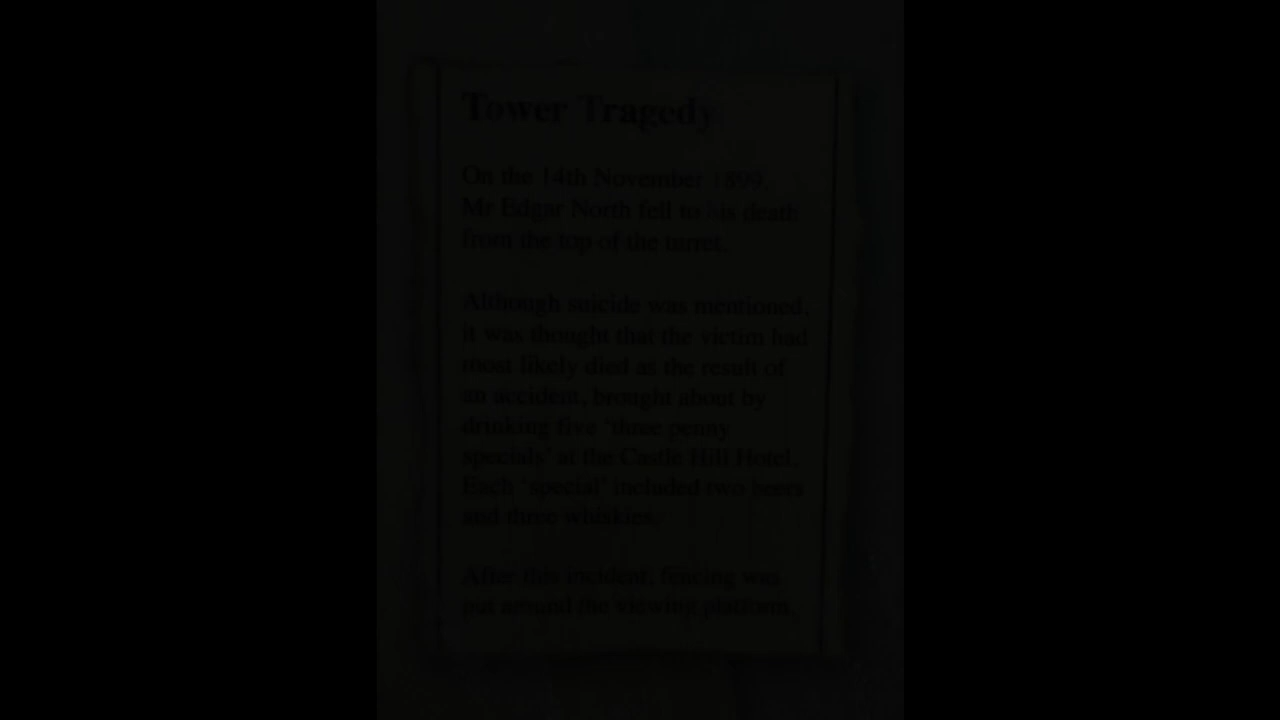 Tower Tragedy
On the 14th November 1899,
Mr Edgar North fell to his death
from the top of the turret.
Although suicide was mentioned,
it was thought that the victim had
most likely died as the result of
an accident, brought about by
drinking five 'three penny
specials' at the Castle Hill Hotel.
Each 'special' included two beers
and three whiskies.
After this incident, fencing was
put around the viewing platform.